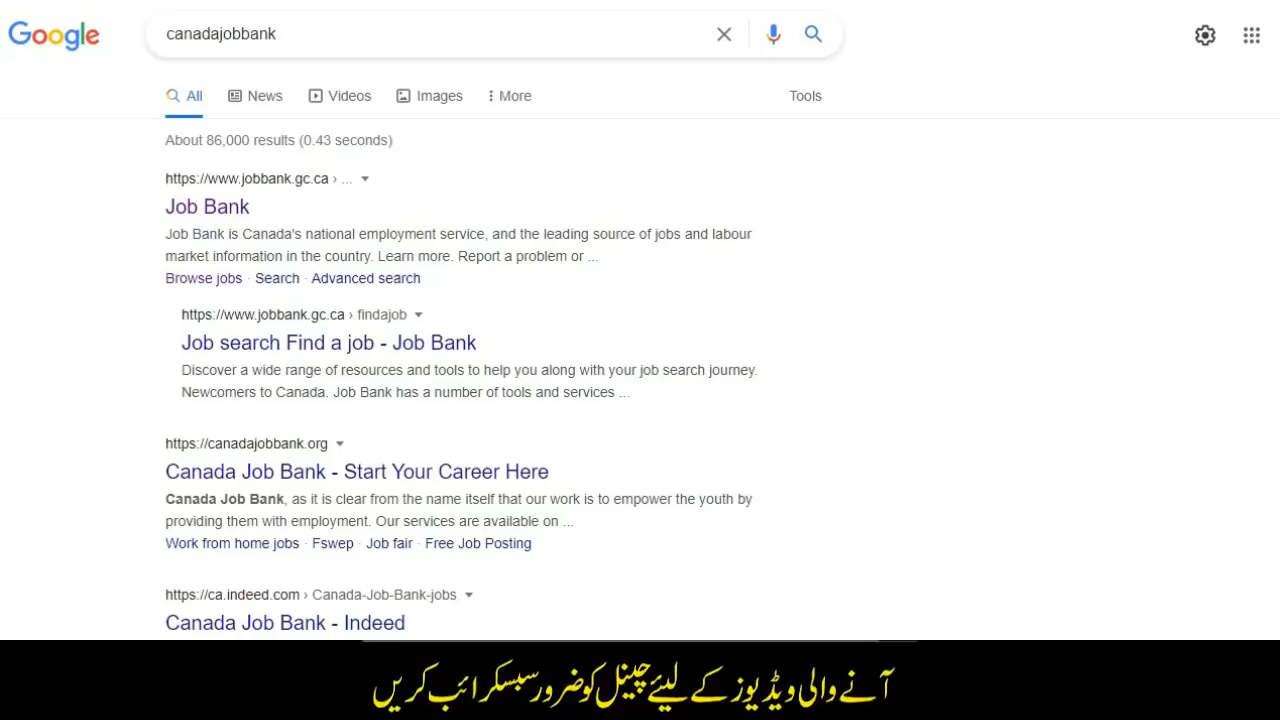 Google
canadajobbank
All News Videos Images More Tools
About 86,000 results (0.43 seconds)
https://www.jobbank.gc.ca › ...
Job Bank
Job Bank is Canada's national employment service, and the leading source of jobs and labour
market information in the country. Learn more. Report a problem or ...
Browse jobs · Search · Advanced search
https://www.jobbank.gc.ca › findajob
Job search Find a job - Job Bank
Discover a wide range of resources and tools to help you along with your job search journey.
Newcomers to Canada. Job Bank has a number of tools and services ...
https://canadajobbank.org
Canada Job Bank - Start Your Career Here
Canada Job Bank, as it is clear from the name itself that our work is to empower the youth by
providing them with employment. Our services are available on ...
Work from home jobs · Fswep · Job fair · Free Job Posting
https://ca.indeed.com › Canada-Job-Bank-jobs
Canada Job Bank - Indeed
آنے والی ویڈیوز کے لیئے چینل کو ضرور سبسکرائب کریں